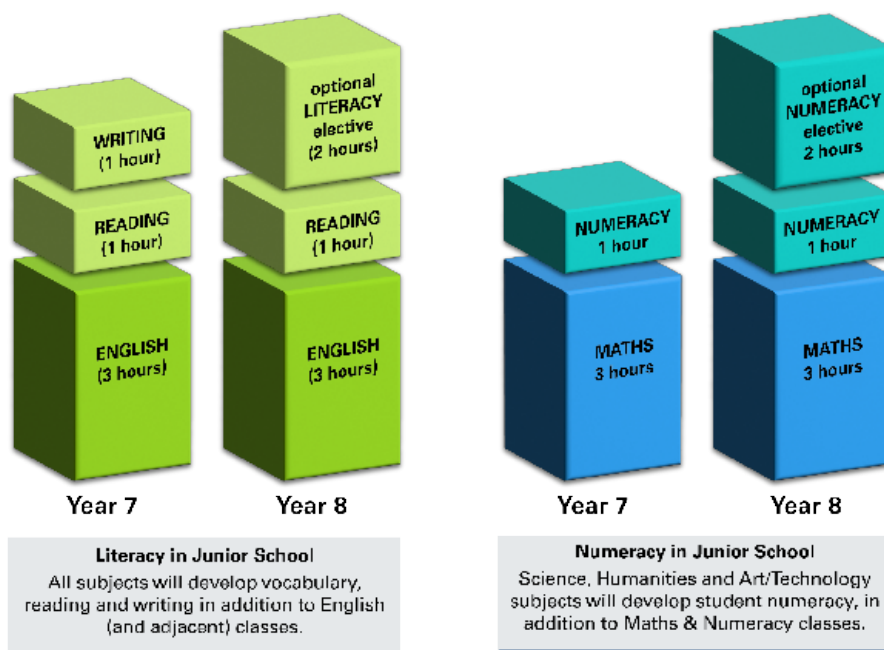 WRITING
(1 hour)
READING
(1 hour)
ENGLISH
(3 hours)
Year 7
optional
LITERACY
elective
(2 hours)
READING
(1 hour)
ENGLISH
(3 hours)
Year 8
Literacy in Junior School
All subjects will develop vocabulary,
reading and writing in addition to English
(and adjacent) classes.
NUMERACY
1 hour
MATHS
3 hours
Year 7
optional
NUMERACY
elective
2 hours
NUMERACY
1 hour
MATHS
3 hours
Year 8
Numeracy in Junior School
Science, Humanities and Art/Technology
subjects will develop student numeracy, in
addition to Maths & Numeracy classes.